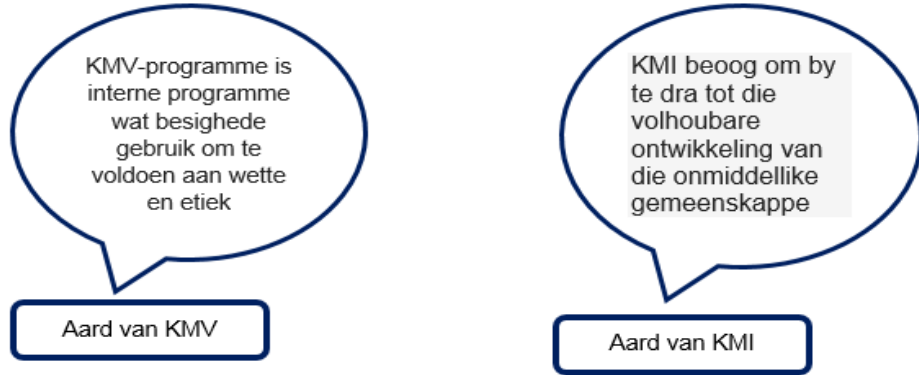 KMV-programme is
interne programme
wat besighede
gebruik om te
voldoen aan wette
en etiek
Aard van KMV
KMI beoog om by
te dra tot die
volhoubare
ontwikkeling van
die onmiddellike
gemeenskappe
Aard van KMI